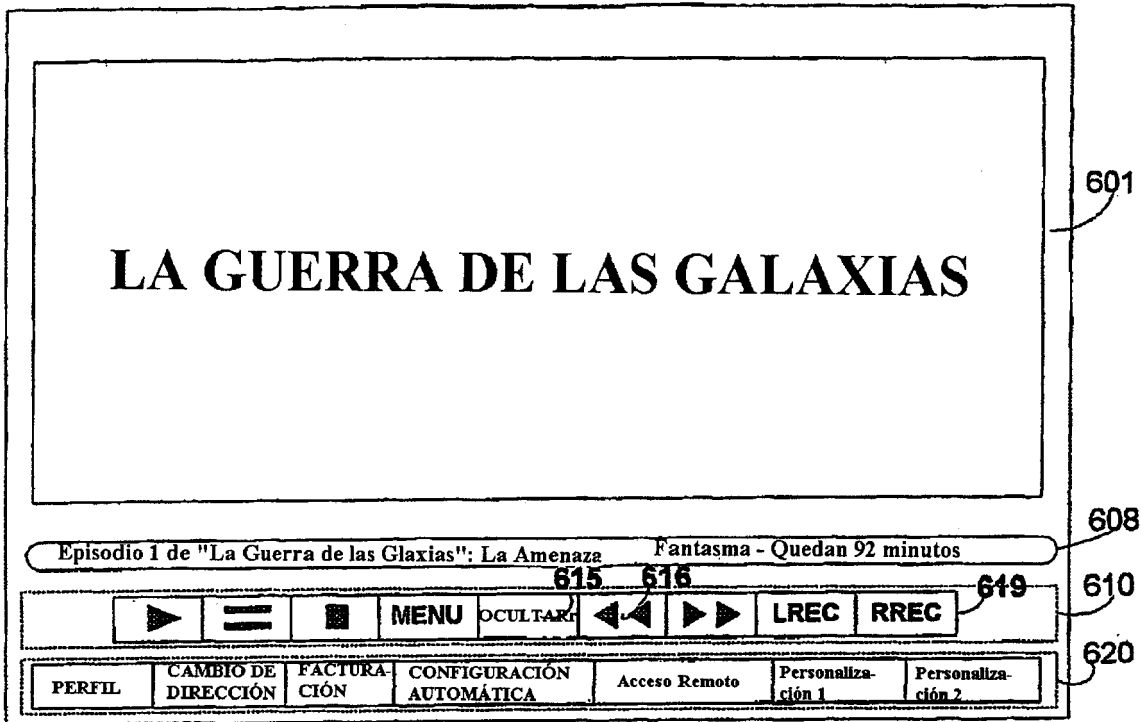 601
LA GUERRA DE LAS GALAXIAS
608
Episodio 1 de "La Guerra de las Glaxias": La Amenaza Fantasma - Quedan 92 minutos
615 616 619 610
MENU OCULTAR LREC RREC
620
PERFIL CAMBIO DE FACTURA- CONFIGURACIÓN Acceso Remoto Personaliza- Personaliza-
DIRECCIÓN CIÓN AUTOMÁTICA ción 1 ción 2